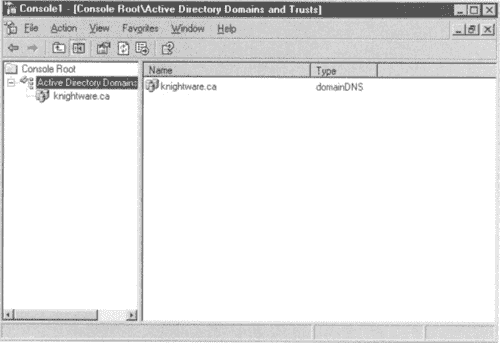 Console1 - [Console Root\Active Directory Domains and Trusts]
File Action View Favorites Window Help
Console Root
Active Directory Domains
knightware.ca
Name Type
knightware.ca domainDNS